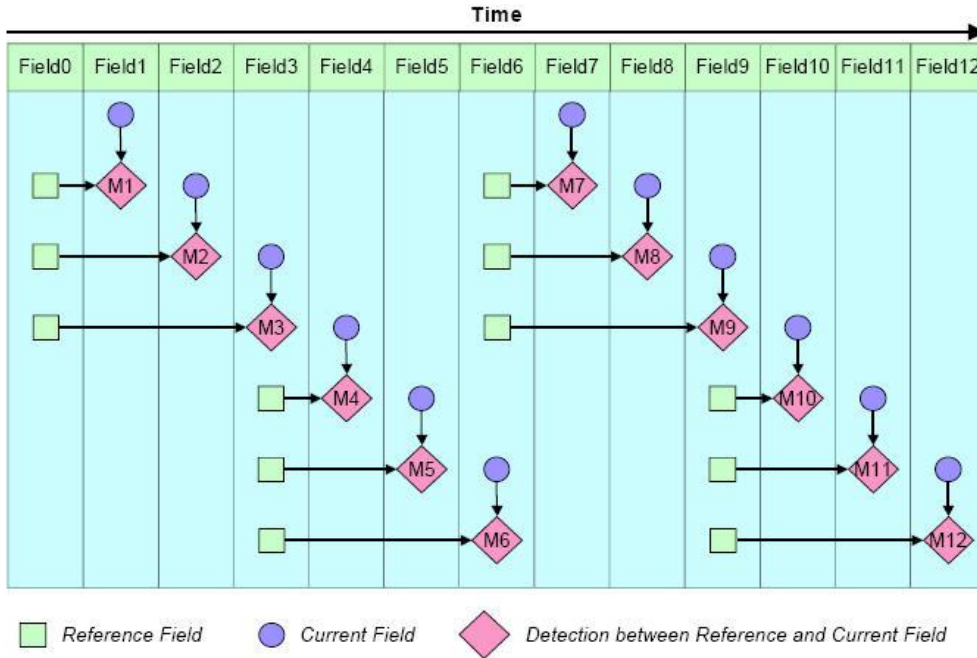 Time
Field0 Field1 Field2 Field3 Field4 Field5 Field6 Field7 Field8 Field9 Field10 Field11 Field12
M1 M7
M2 M8
M3 M9
M4 M10
M5 M11
M6 M12
Reference Field Current Field Detection between Reference and Current Field